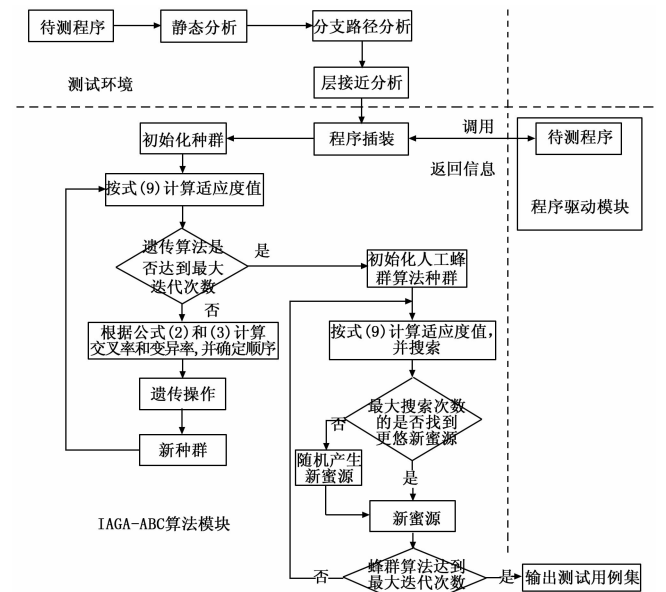 待测程序
静态分析
分支路径分析
测试环境
层接近分析
初始化种群
程序插装
调用
待测程序
返回信息
程序驱动模块
按式(9)计算适应度值
遗传算法是
否达到最大
迭代次数
是
初始化人工蜂
群算法种群
否
根据公式(2)和(3)计算
交叉率和变异率,并确定顺序
按式(9)计算适应度值,
并搜索
遗传操作
最大搜索次数
的是否找到
更悠新蜜源
否
新种群
随机产生
新蜜源
是
新蜜源
IAGA-ABC算法模块
蜂群算法达到
最大迭代次数
否
是
输出测试用例集